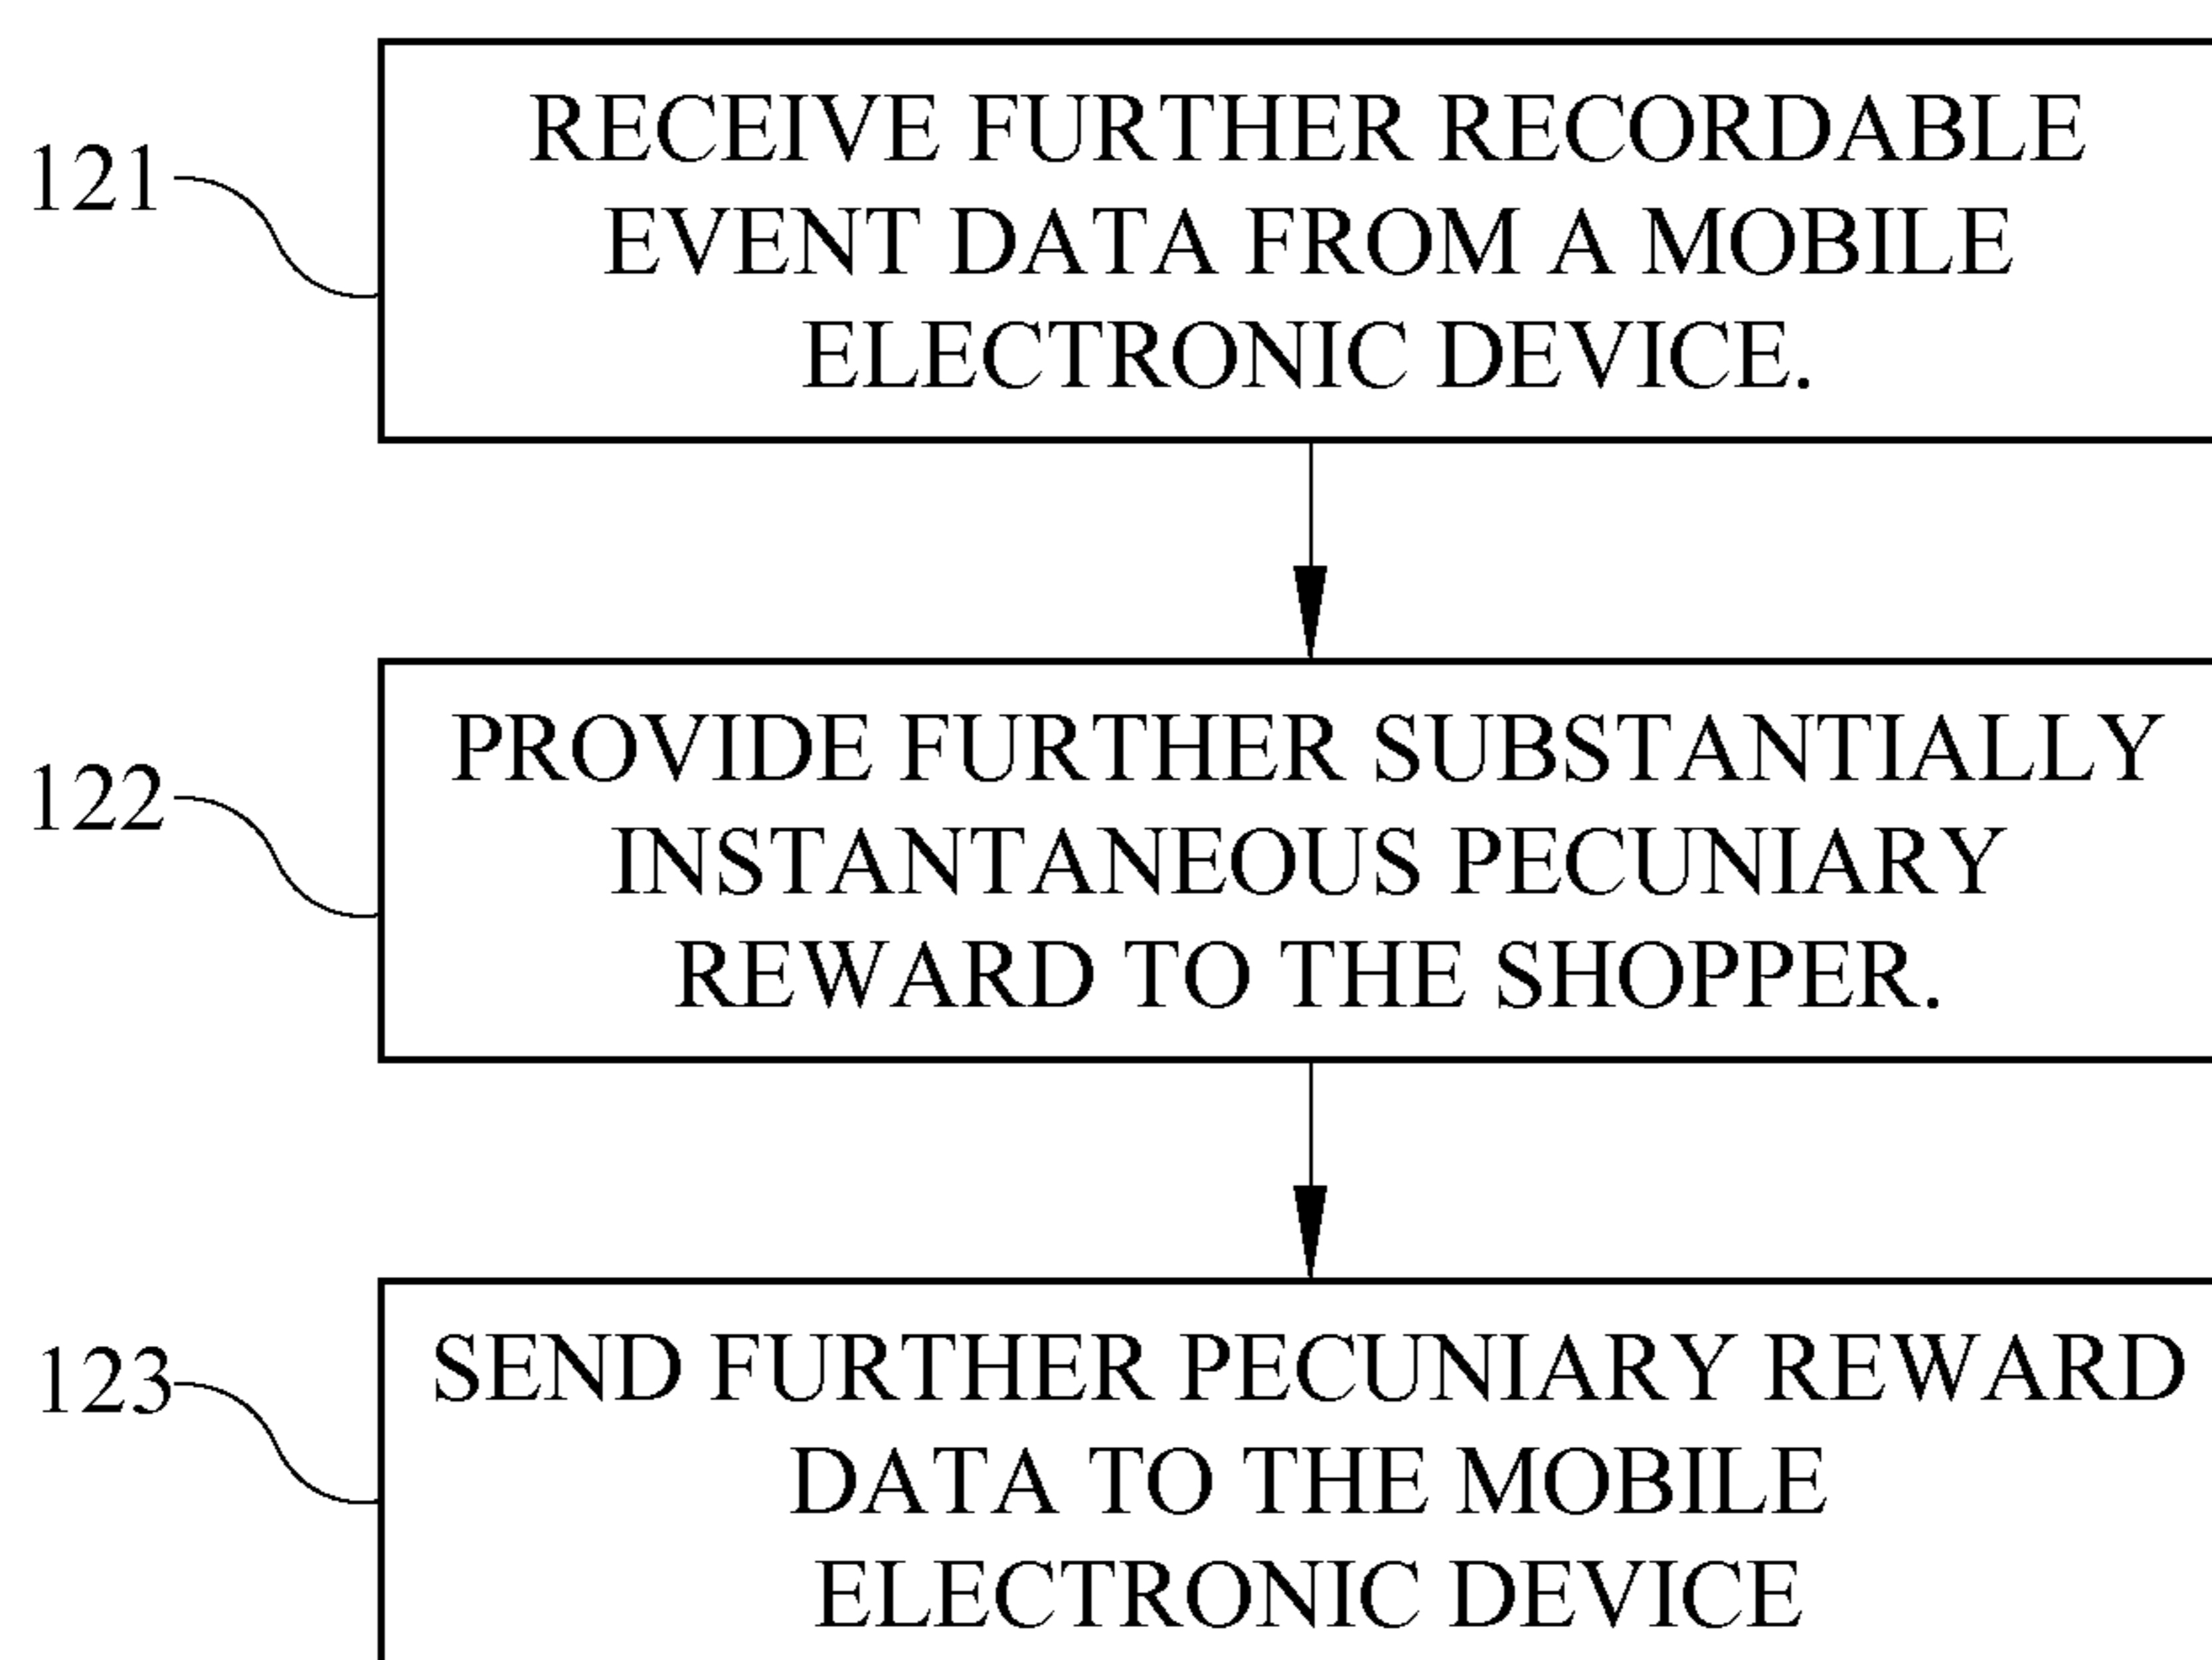 121
RECEIVE FURTHER RECORDABLE
EVENT DATA FROM A MOBILE
ELECTRONIC DEVICE.
122
PROVIDE FURTHER SUBSTANTIALLY
INSTANTANEOUS PECUNIARY
REWARD TO THE SHOPPER.
123
SEND FURTHER PECUNIARY REWARD
DATA TO THE MOBILE
ELECTRONIC DEVICE